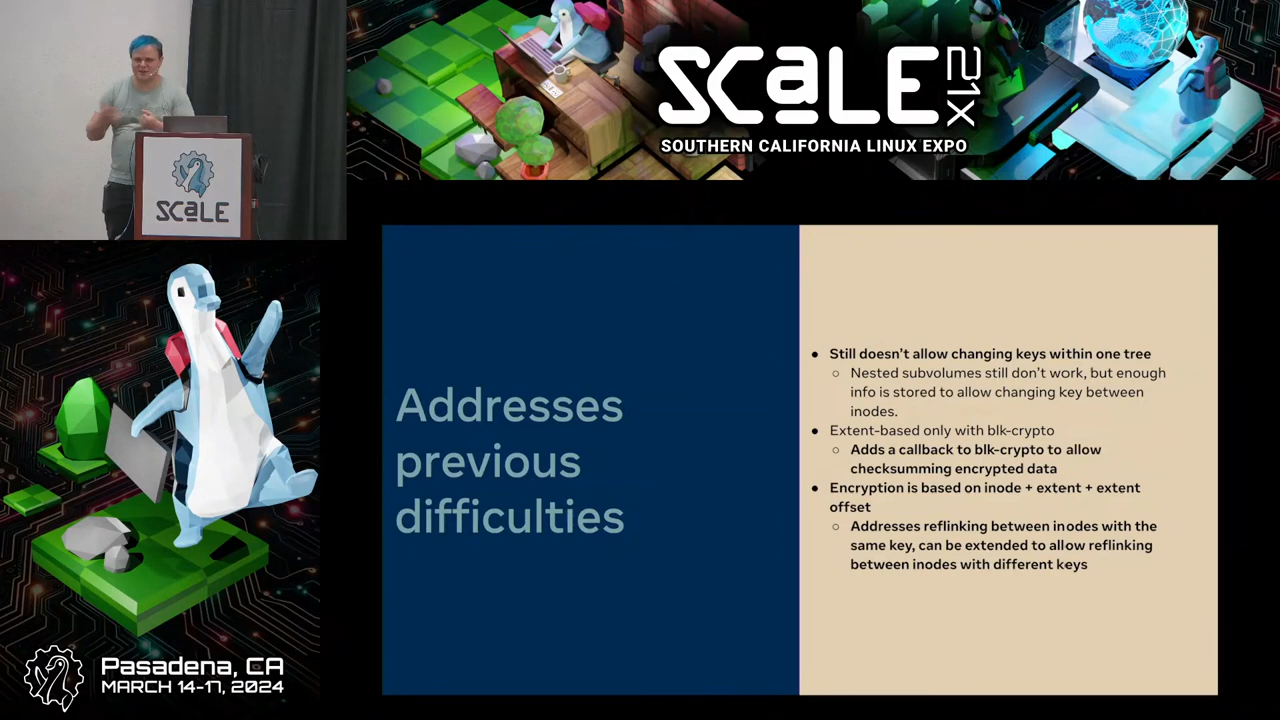 SCaLE 21x
SOUTHERN CALIFORNIA LINUX EXPO
SCaLE
Addresses
previous
difficulties
● Still doesn't allow changing keys within one tree
○ Nested subvolumes still don't work, but enough
info is stored to allow changing key between
inodes.
● Extent-based only with blk-crypto
○ Adds a callback to blk-crypto to allow
checksumming encrypted data
● Encryption is based on inode + extent + extent
offset
○ Addresses reflinking between inodes with the
same key, can be extended to allow reflinking
between inodes with different keys
Pasadena, CA
MARCH 14-17, 2024